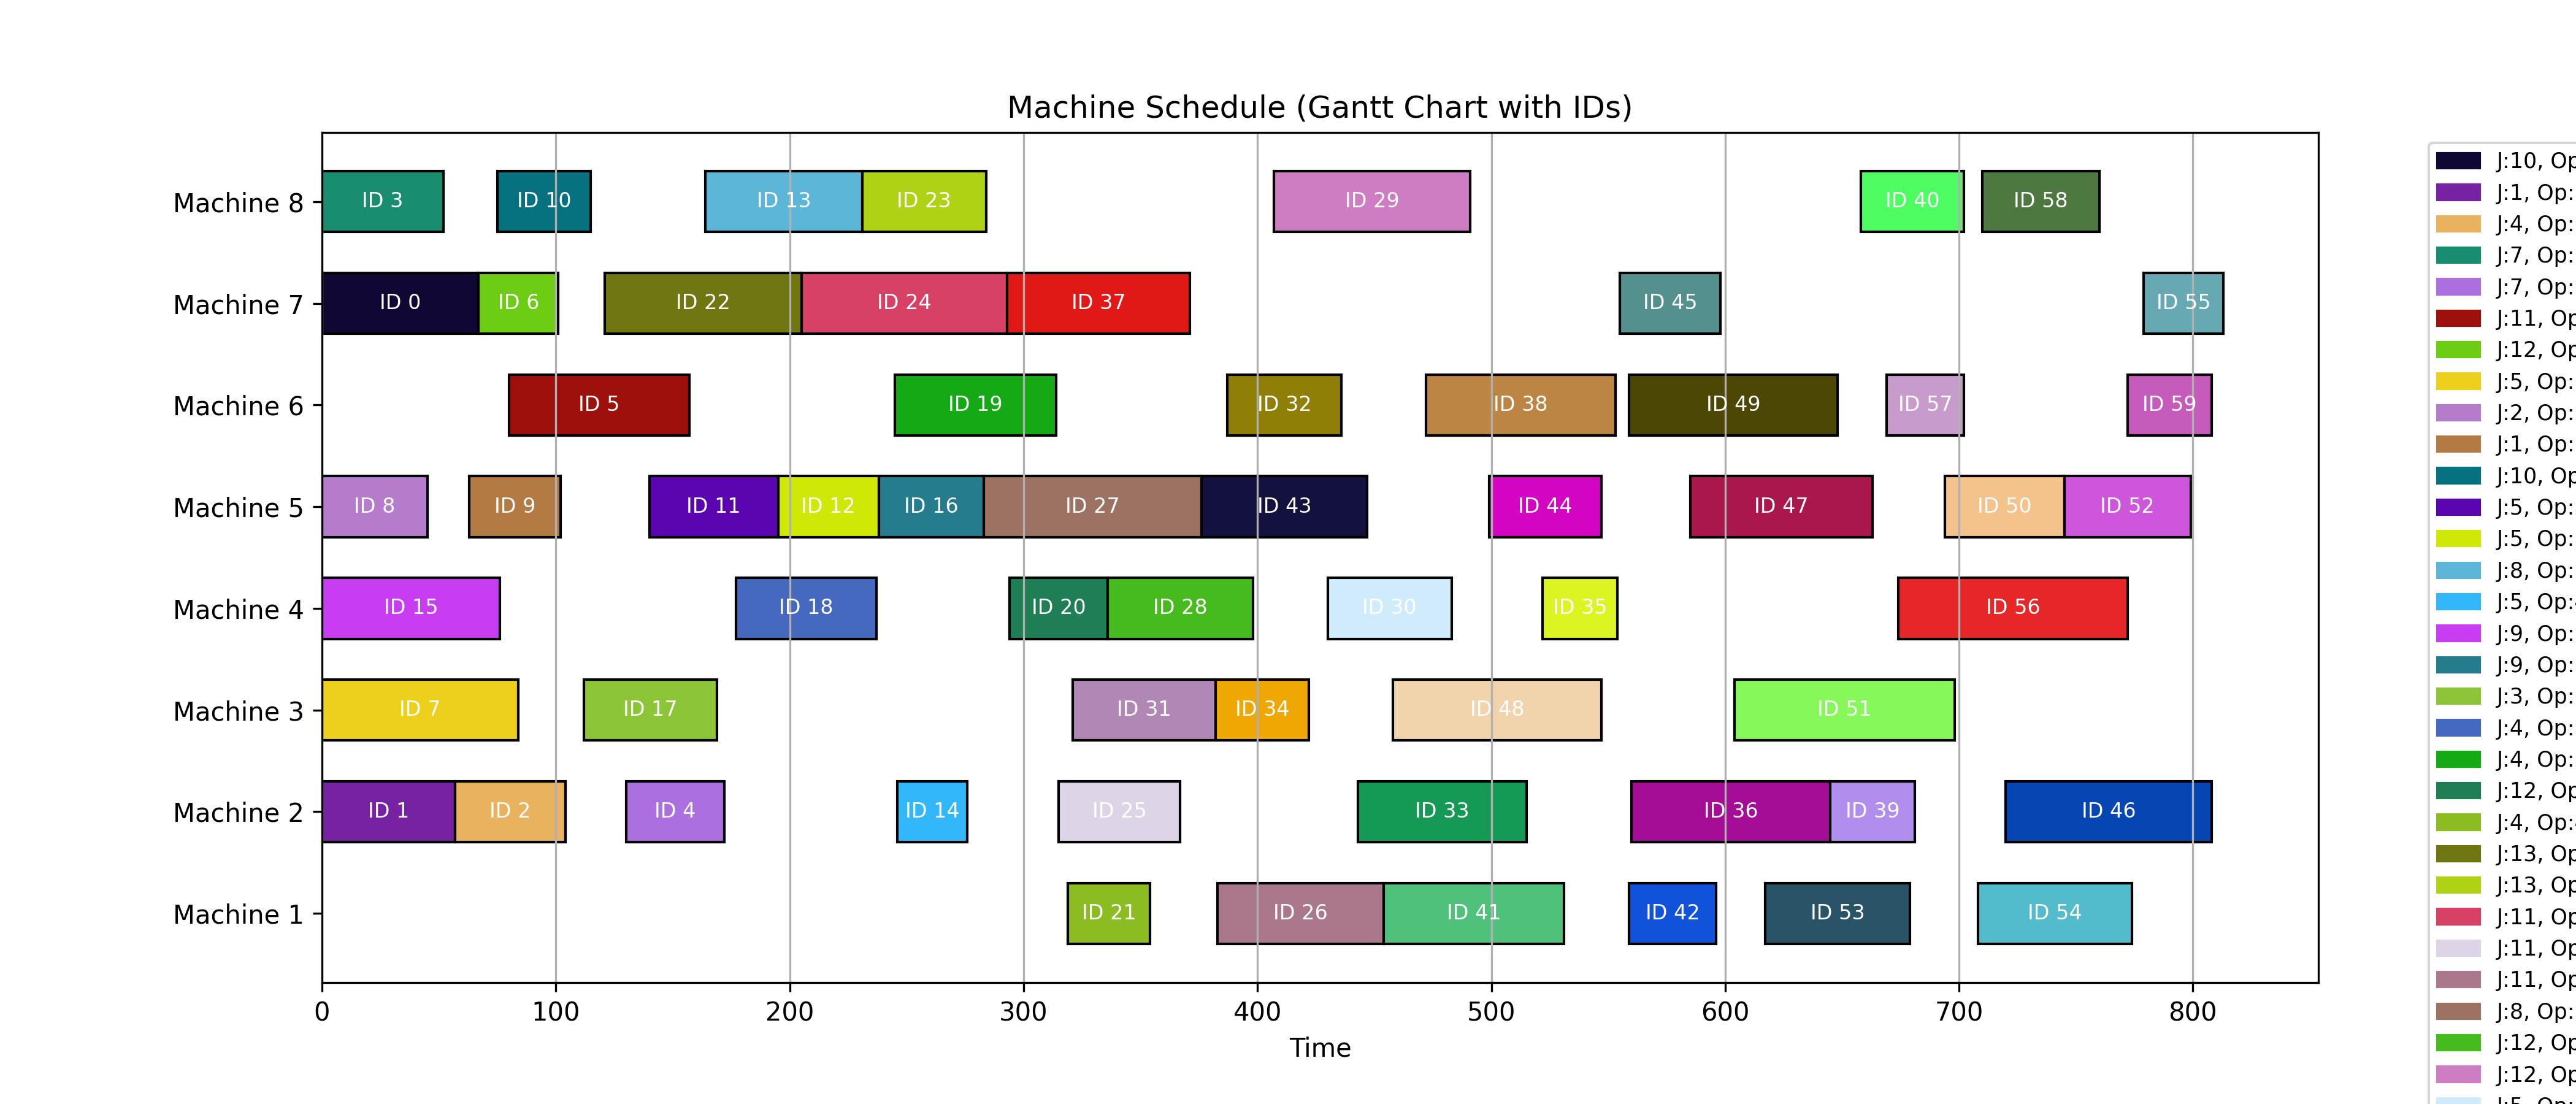 Machine Schedule (Gantt Chart with IDs)
Machine 8
ID 3 ID 10 ID 13 ID 23 ID 29 ID 40 ID 58
Machine 7
ID 0 ID 6 ID 22 ID 24 ID 37 ID 45 ID 55
Machine 6
ID 5 ID 19 ID 32 ID 38 ID 49 ID 57 ID 59
Machine 5
ID 8 ID 9 ID 11 ID 12 ID 16 ID 27 ID 43 ID 44 ID 47 ID 50 ID 52
Machine 4
ID 15 ID 18 ID 20 ID 28 ID 30 ID 35 ID 56
Machine 3
ID 7 ID 17 ID 31 ID 34 ID 48 ID 51
Machine 2
ID 1 ID 2 ID 4 ID 14 ID 25 ID 33 ID 36 ID 39 ID 46
Machine 1
ID 21 ID 26 ID 41 ID 42 ID 53 ID 54
0 100 200 300 400 500 600 700 800
Time
J:10, Op
J:1, Op:
J:4, Op:
J:7, Op:
J:7, Op:
J:11, Op
J:12, Op
J:5, Op:
J:2, Op:
J:1, Op:
J:10, Op
J:5, Op:
J:5, Op:
J:8, Op:
J:5, Op:
J:9, Op:
J:9, Op:
J:3, Op:
J:4, Op:
J:4, Op:
J:12, Op
J:4, Op:
J:13, Op
J:13, Op
J:11, Op
J:11, Op
J:11, Op
J:8, Op:
J:12, Op
J:12, Op
J:5, Op: